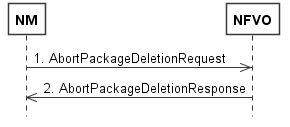 NM NFVO
1. AbortPackageDeletionRequest
2. AbortPackageDeletionResponse